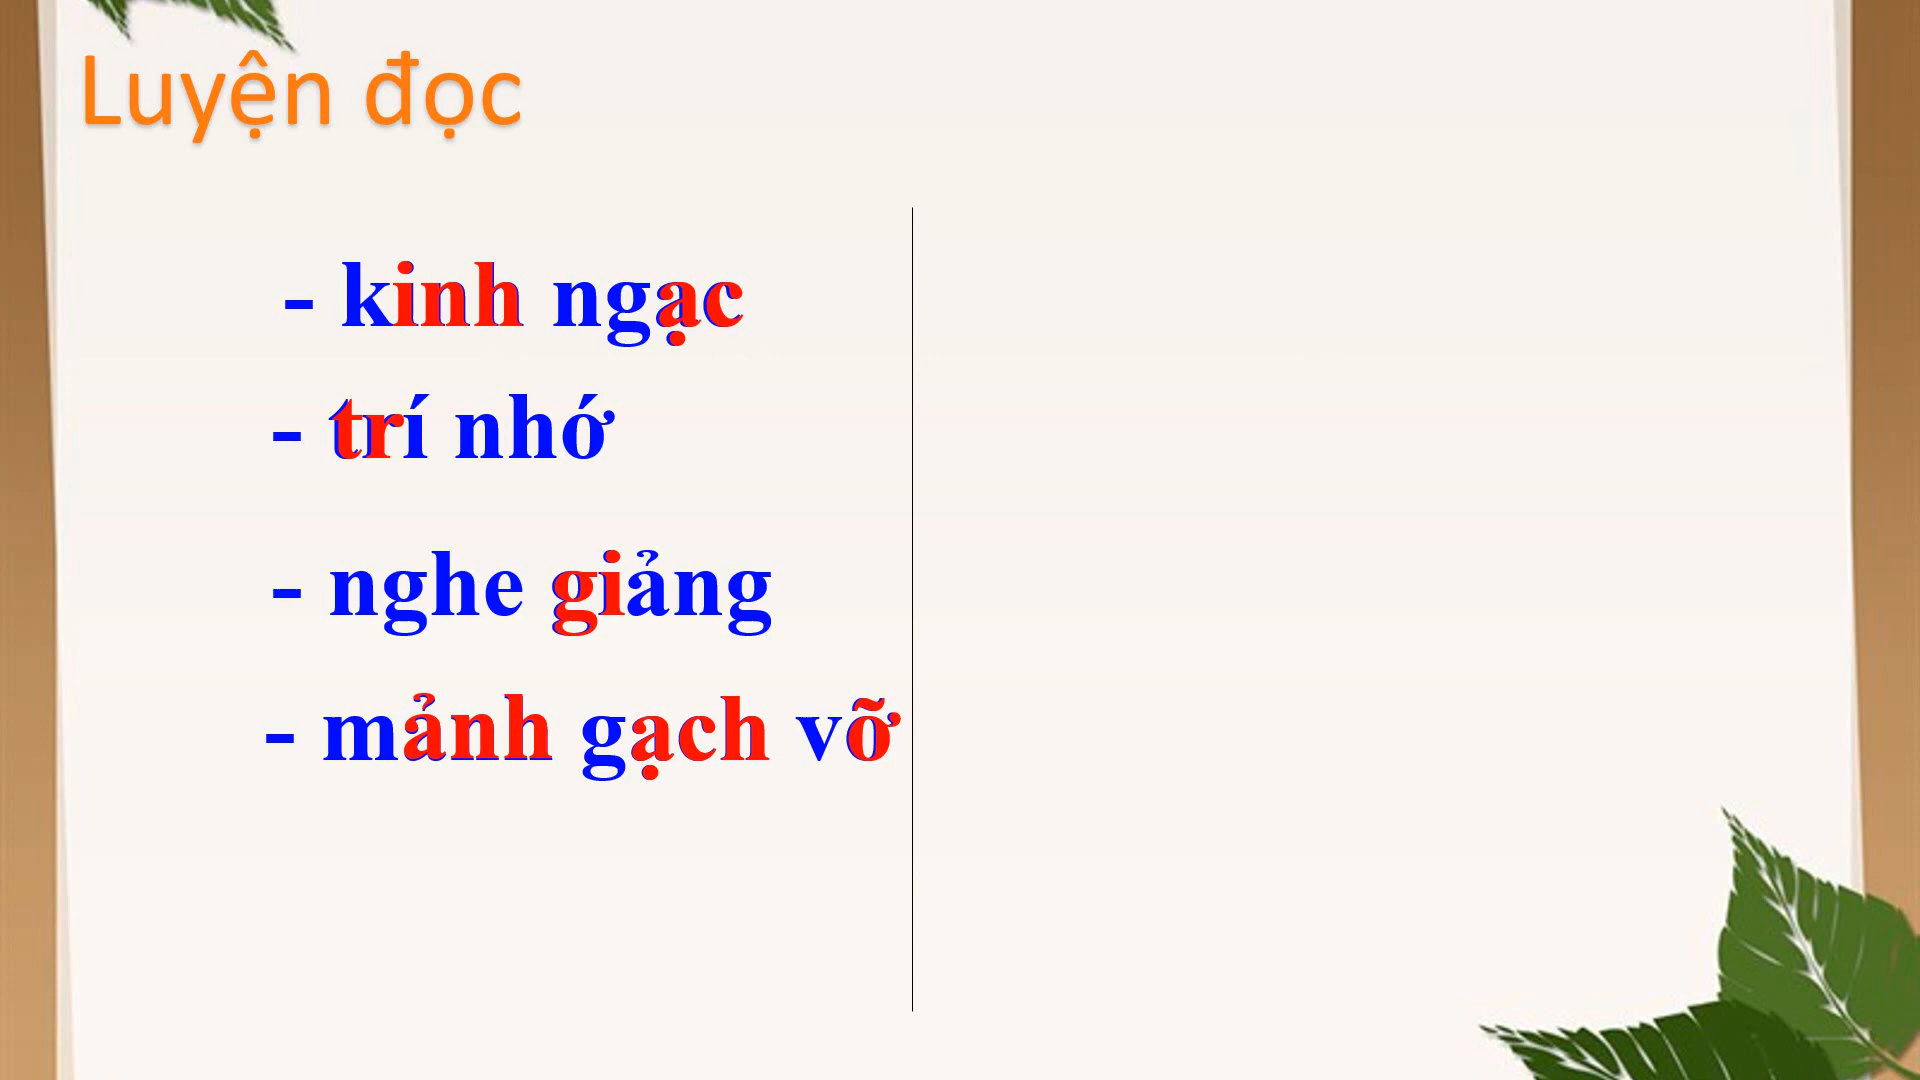 Luyện đọc
- kinh ngạc
- trí nhớ
- nghe giảng
- mảnh gạch vỡ